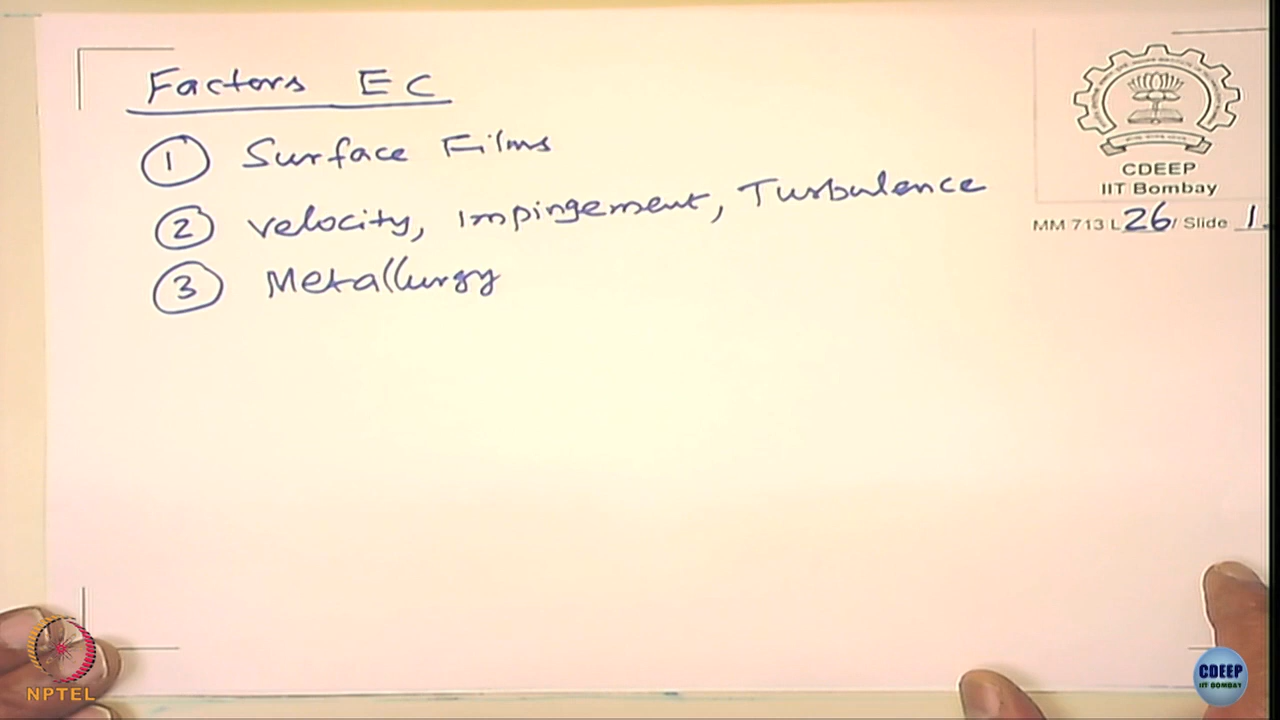 Factors EC
① Surface Films
② Velocity, Impingement, Turbulence
③ Metallurgy
CDEEP
IIT Bombay
MM 713 L 26 / Slide 1
NPTEL
CDEEP
IIT BOMBAY